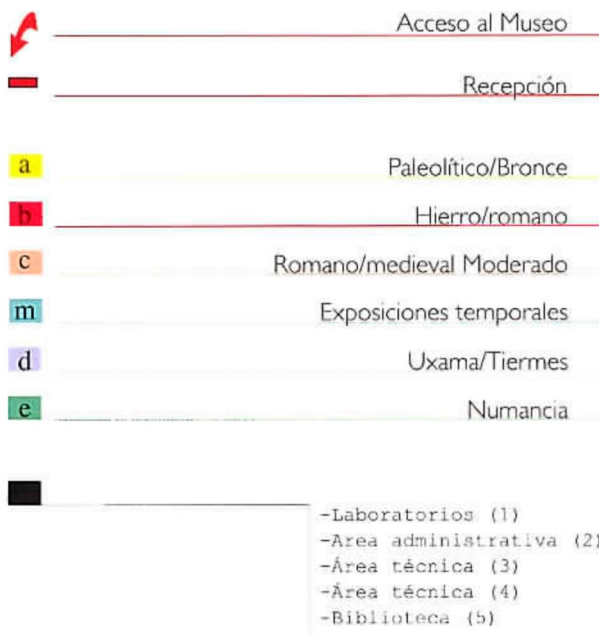 Acceso al Museo
Recepción
a Paleolítico/Bronce
b Hierro/romano
c Romano/medieval Moderado
m Exposiciones temporales
d Uxama/Tiermes
e Numancia
-Laboratorios (1)
-Area administrativa (2)
-Área técnica (3)
-Área técnica (4)
-Biblioteca (5)